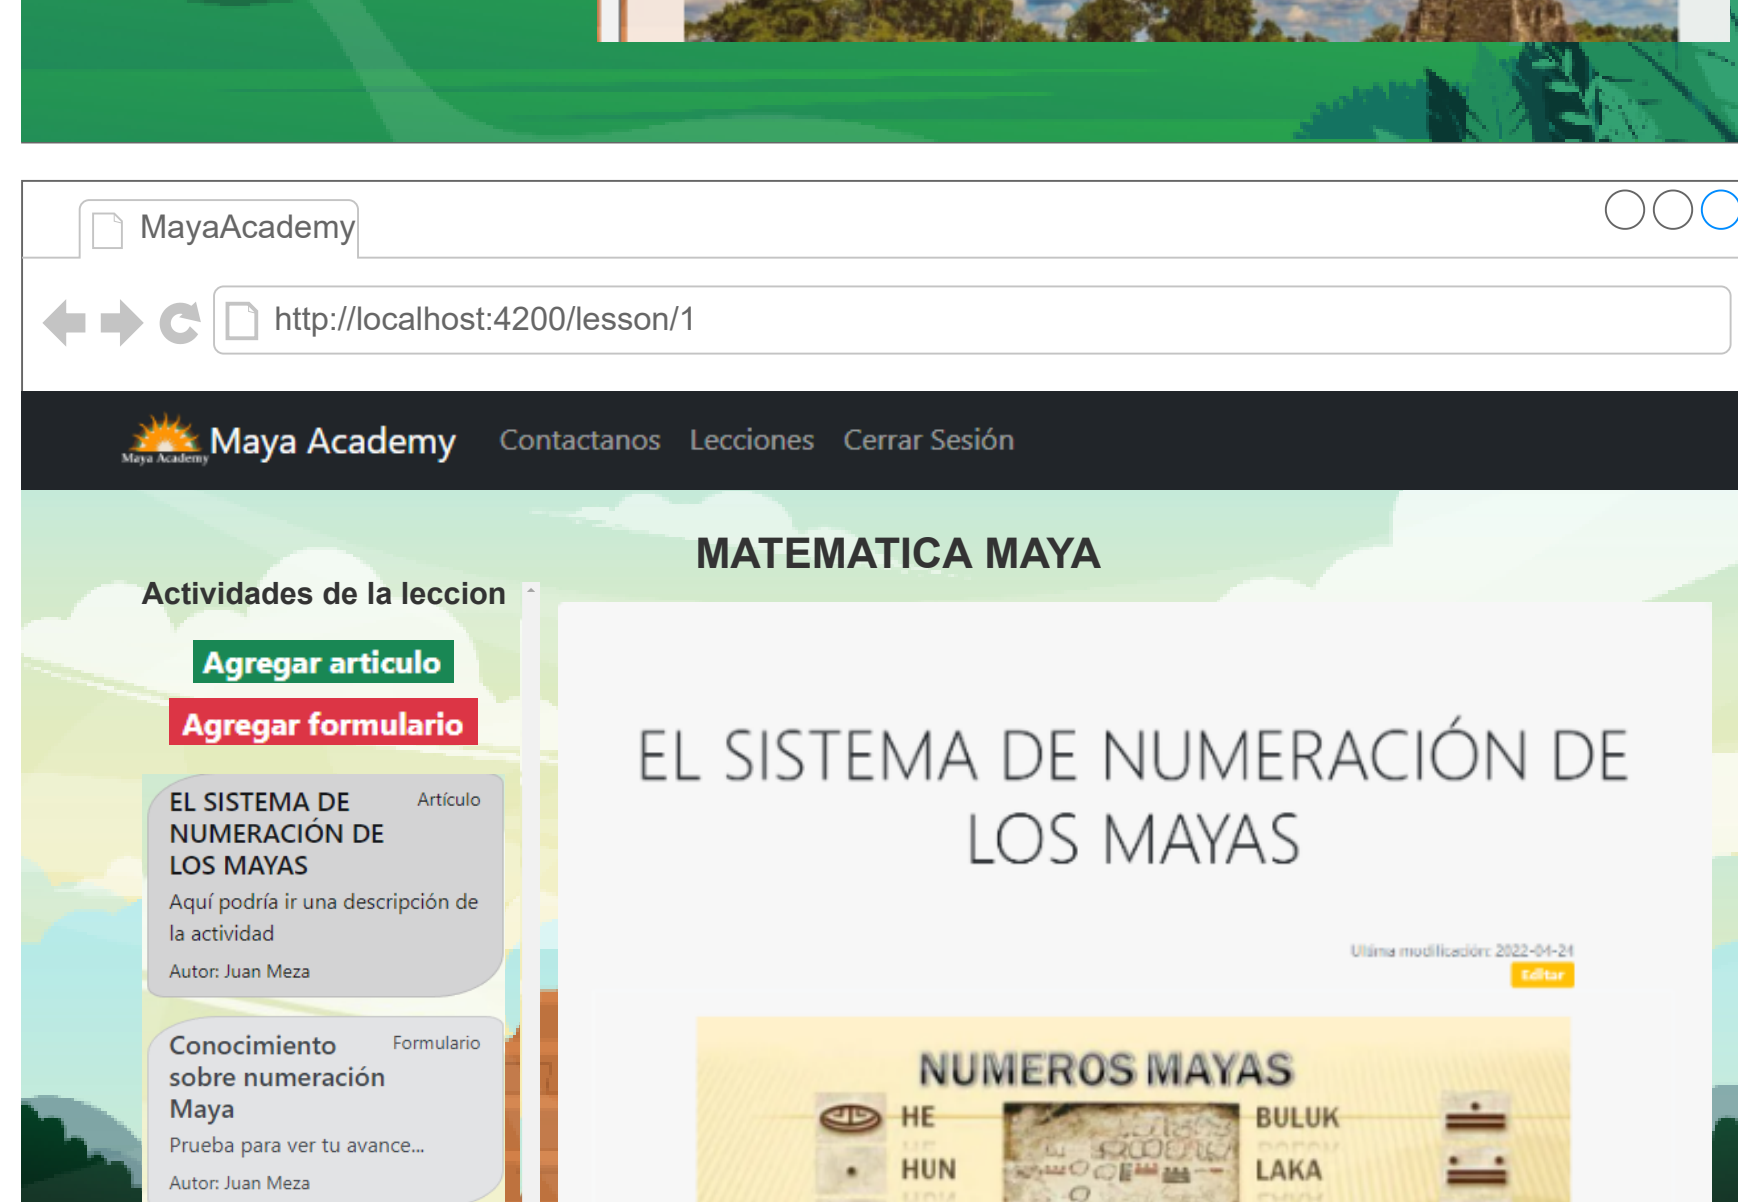 MayaAcademy
http://localhost:4200/lesson/1
Maya Academy
Maya Academy Contactanos Lecciones Cerrar Sesión
MATEMATICA MAYA
Actividades de la leccion
Agregar articulo
Agregar formulario
EL SISTEMA DE NUMERACIÓN DE LOS MAYAS
EL SISTEMA DE Artículo
NUMERACIÓN DE
LOS MAYAS
Aquí podría ir una descripción de
la actividad
Autor: Juan Meza
Conocimiento Formulario
sobre numeración
Maya
Prueba para ver tu avance...
Autor: Juan Meza
Ultima modificación: 2022-04-24
Editar
NUMEROS MAYAS
HE BULUK
HUN LAKA